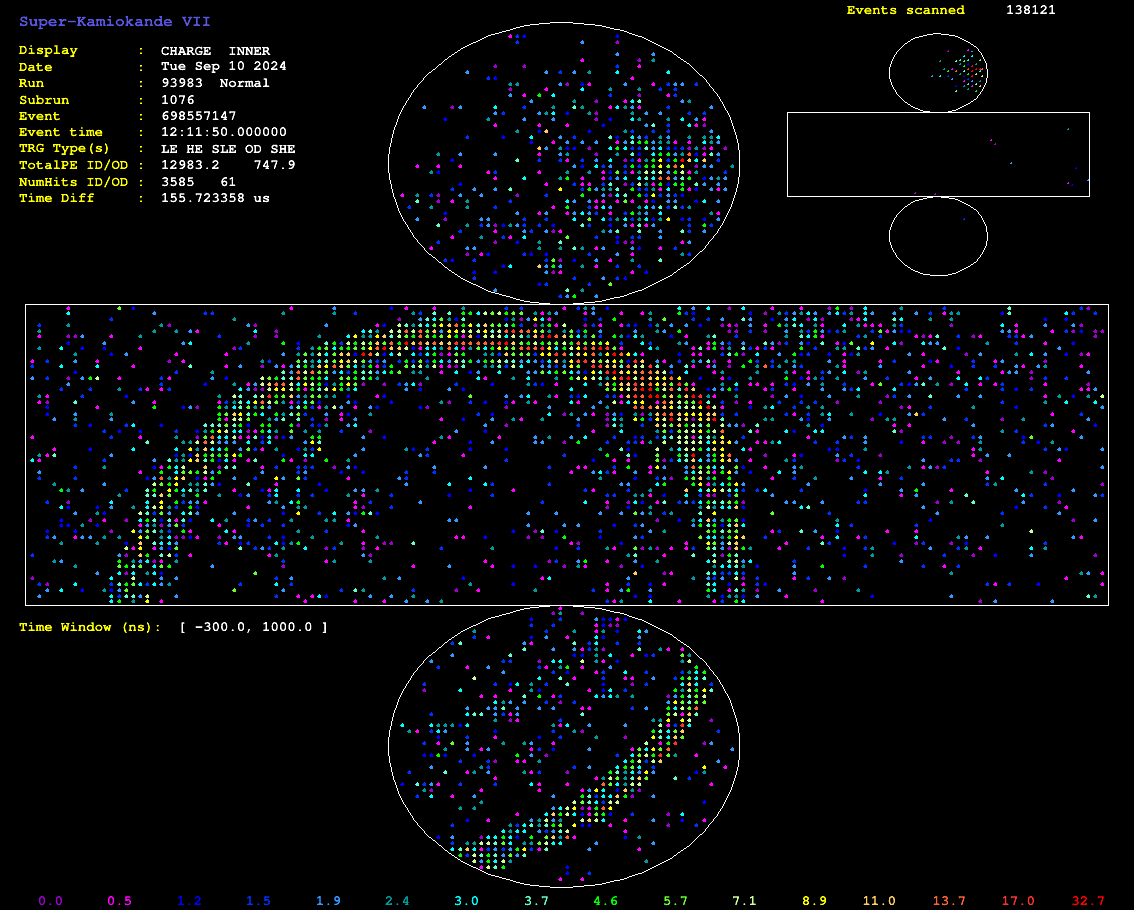 Super-Kamiokande VII
Events scanned 138121
Display : CHARGE INNER
Date : Tue Sep 10 2024
Run : 93983 Normal
Subrun : 1076
Event : 698557147
Event time : 12:11:50.000000
TRG Type(s) : LE HE SLE OD SHE
TotalPE ID/OD : 12983.2 747.9
NumHits ID/OD : 3585 61
Time Diff : 155.723358 us
Time Window (ns): [ -300.0, 1000.0 ]
0.0 0.5 1.2 1.5 1.9 2.4 3.0 3.7 4.6 5.7 7.1 8.9 11.0 13.7 17.0 32.7